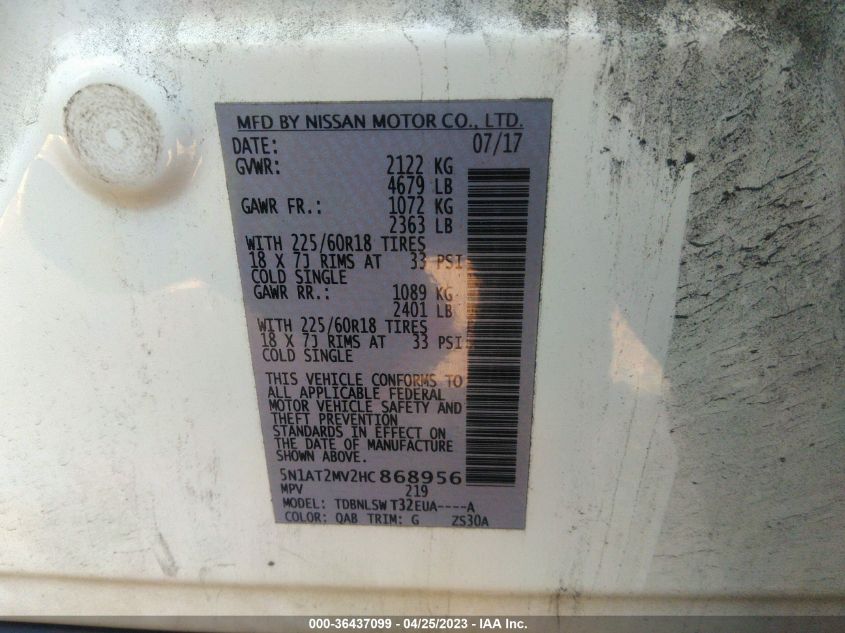 MFD BY NISSAN MOTOR CO., LTD.
DATE: 07/17
GVWR: 2122 KG
4679 LB
GAWR FR.: 1072 KG
2363 LB
WITH 225/60R18 TIRES
18 X 7J RIMS AT 33 PSI
COLD SINGLE
GAWR RR.: 1089 KG
2401 LB
WITH 225/60R18 TIRES
18 X 7J RIMS AT 33 PSI
COLD SINGLE
THIS VEHICLE CONFORMS TO
ALL APPLICABLE FEDERAL
MOTOR VEHICLE SAFETY AND
THEFT PREVENTION
STANDARDS IN EFFECT ON
THE DATE OF MANUFACTURE
SHOWN ABOVE.
5N1AT2MV2HC868956
MPV 219
MODEL: TDBNLSW T32EUA----A
COLOR: QAB TRIM: G ZS30A
000-36437099 - 04/25/2023 - IAA Inc.